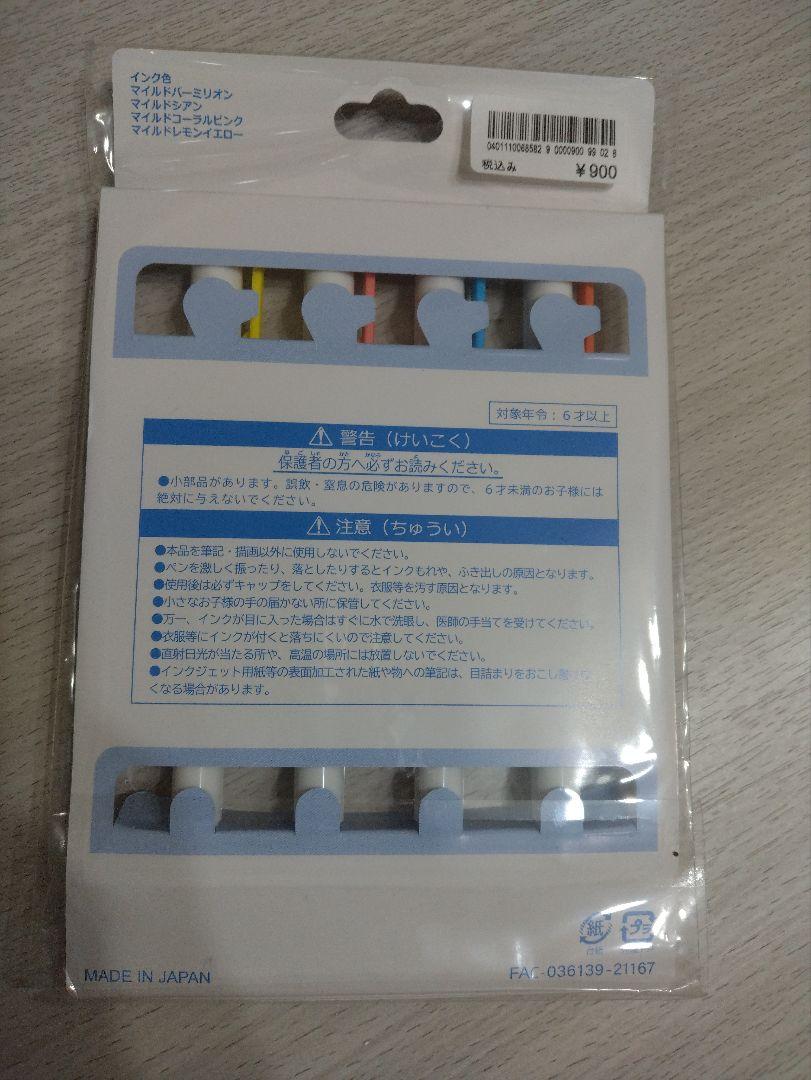 インク色
マイルドバーミリオン
マイルドシアン
マイルドコーラルピンク
マイルドレモンイエロー
0401110068582 9 0000900 99 02 8
税込み ¥900
対象年令：6才以上
警告（けいこく）
保護者の方へ必ずお読みください。
●小部品があります。誤飲・窒息の危険がありますので、6才未満のお子様には
絶対に与えないでください。
注意（ちゅうい）
●本品を筆記・描画以外に使用しないでください。
●ペンを激しく振ったり、落としたりするとインクもれや、ふき出しの原因となります。
●使用後は必ずキャップをしてください。衣服等を汚す原因となります。
●小さなお子様の手の届かない所に保管してください。
●万一、インクが目に入った場合はすぐに水で洗眼し、医師の手当てを受けてください。
●衣服等にインクが付くと落ちにくいので注意してください。
●直射日光が当たる所や、高温の場所には放置しないでください。
●インクジェット用紙等の表面加工された紙や物への筆記は、目詰まりをおこし
くなる場合があります。
紙 プラ
台紙
MADE IN JAPAN
FAC-036139-21167